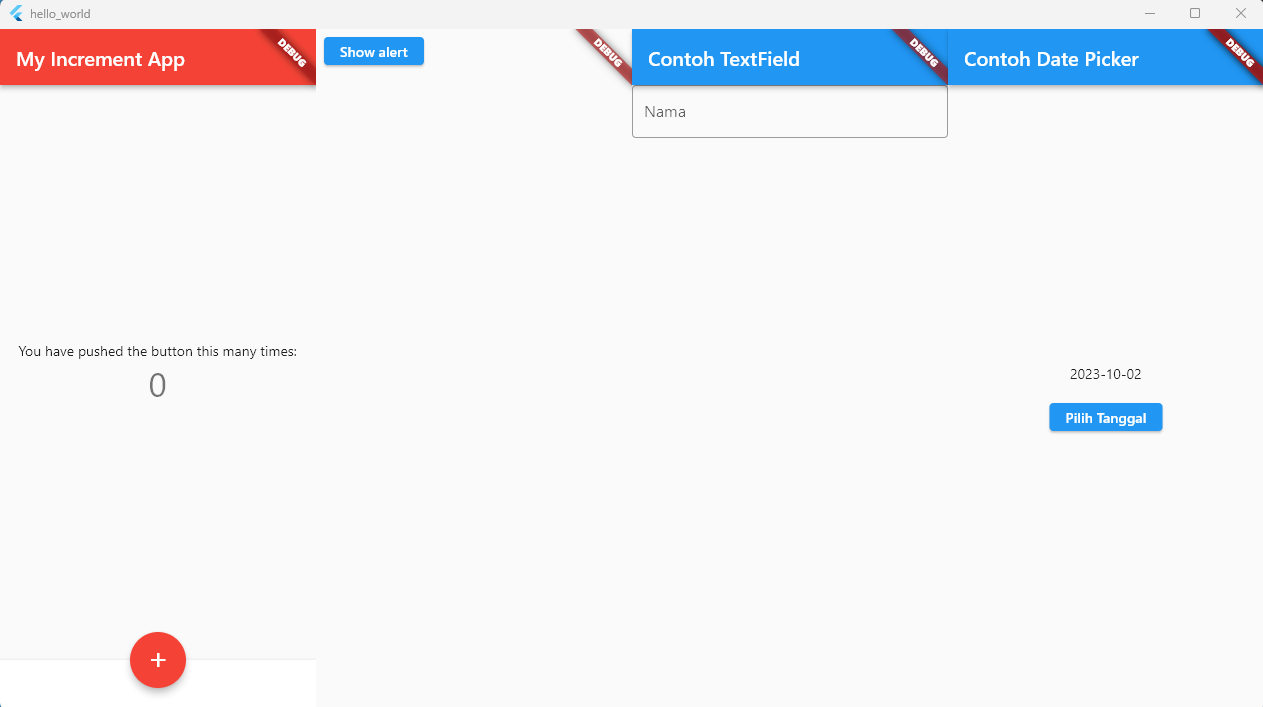 hello_world
My Increment App
DEBUG
You have pushed the button this many times:
0
Show alert
DEBUG
Contoh TextField
DEBUG
Nama
Contoh Date Picker
DEBUG
2023-10-02
Pilih Tanggal